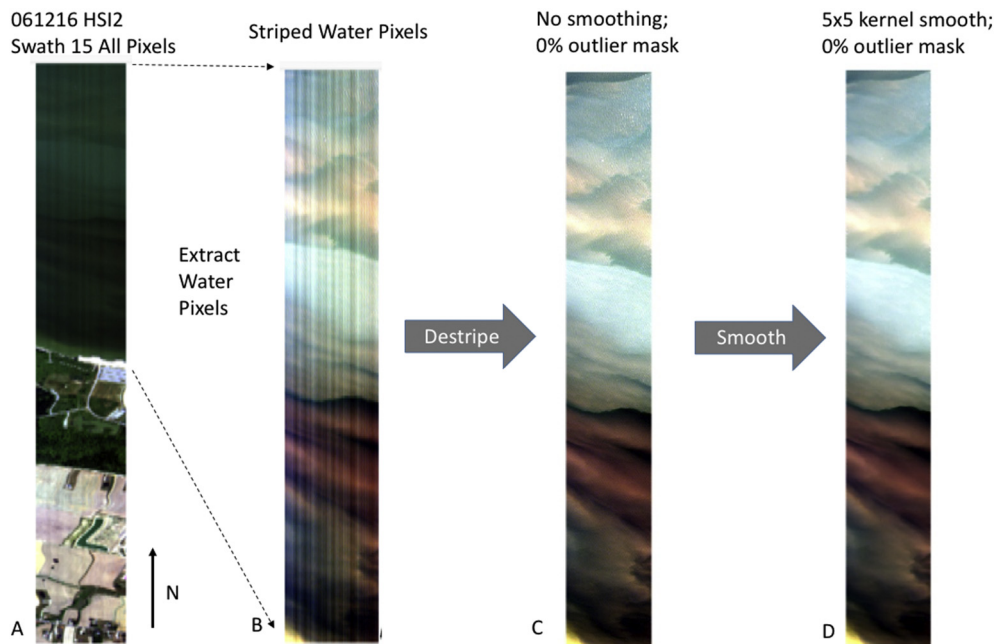 061216 HSI2
Swath 15 All Pixels
Striped Water Pixels
No smoothing;
0% outlier mask
5x5 kernel smooth;
0% outlier mask
Extract
Water
Pixels
Destripe
Smooth
N
A
B
C
D